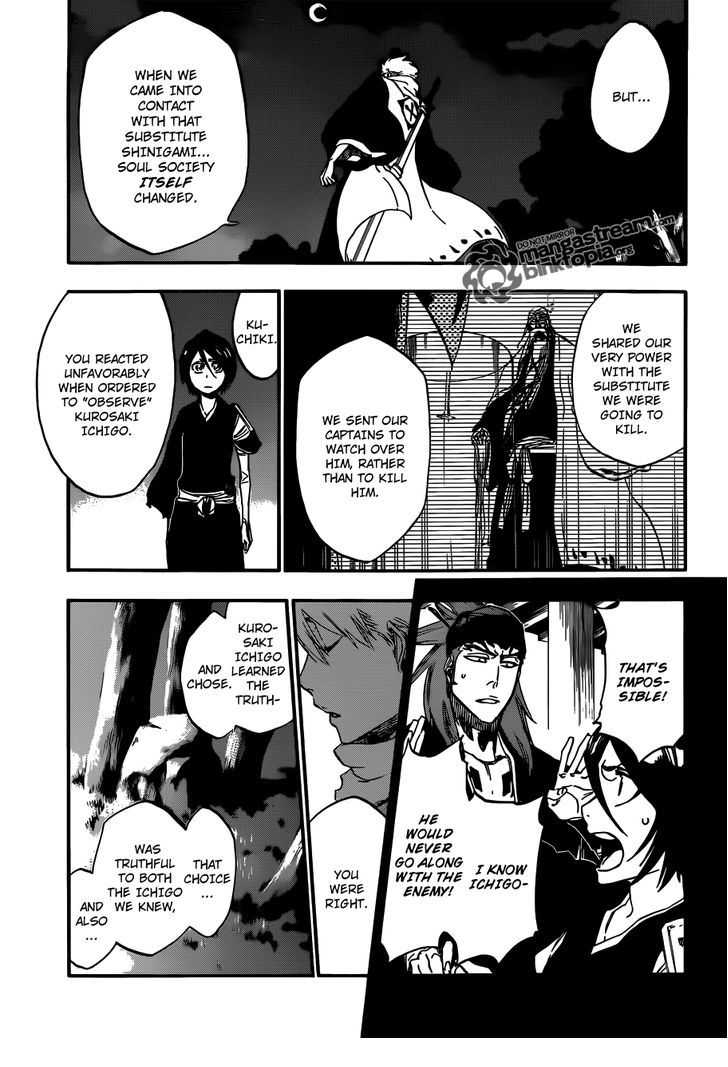 BUT...
WHEN WE
CAME INTO
CONTACT
WITH THAT
SUBSTITUTE
SHINIGAMI...
SOUL SOCIETY
ITSELF
CHANGED.
DO NOT MIRROR
mangastream.com
binktopia.org
WE
SHARED OUR
VERY POWER
WITH THE
SUBSTITUTE
WE WERE
GOING TO
KILL.
WE SENT OUR
CAPTAINS TO
WATCH OVER
HIM, RATHER
THAN TO KILL
HIM.
KU-
CHIKI.
YOU REACTED
UNFAVORABLY
WHEN ORDERED
TO "OBSERVE"
KUROSAKI
ICHIGO.
THAT'S
IMPOS-
SIBLE!
I KNOW
ICHIGO-
HE
WOULD
NEVER
GO ALONG
WITH THE
ENEMY!
YOU
WERE
RIGHT.
KURO-
SAKI
ICHIGO
LEARNED
THE
TRUTH-
AND
CHOSE.
THAT
CHOICE
...
WAS
TRUTHFUL
TO BOTH
THE ICHIGO
WE KNEW,
AND
ALSO
...